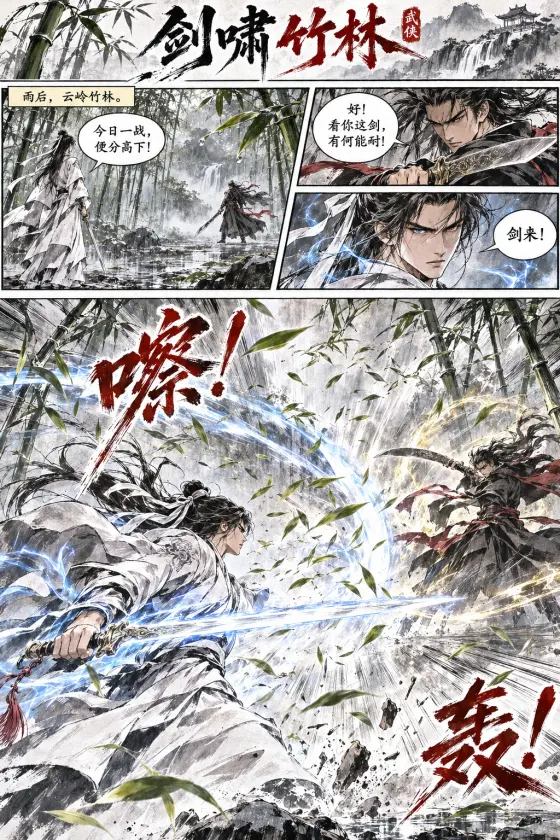 剑啸竹林
武侠
雨后，云岭竹林。
今日一战，
便分高下！
好！
看你这剑，
有何能耐！
剑来！
嚓！
轰！